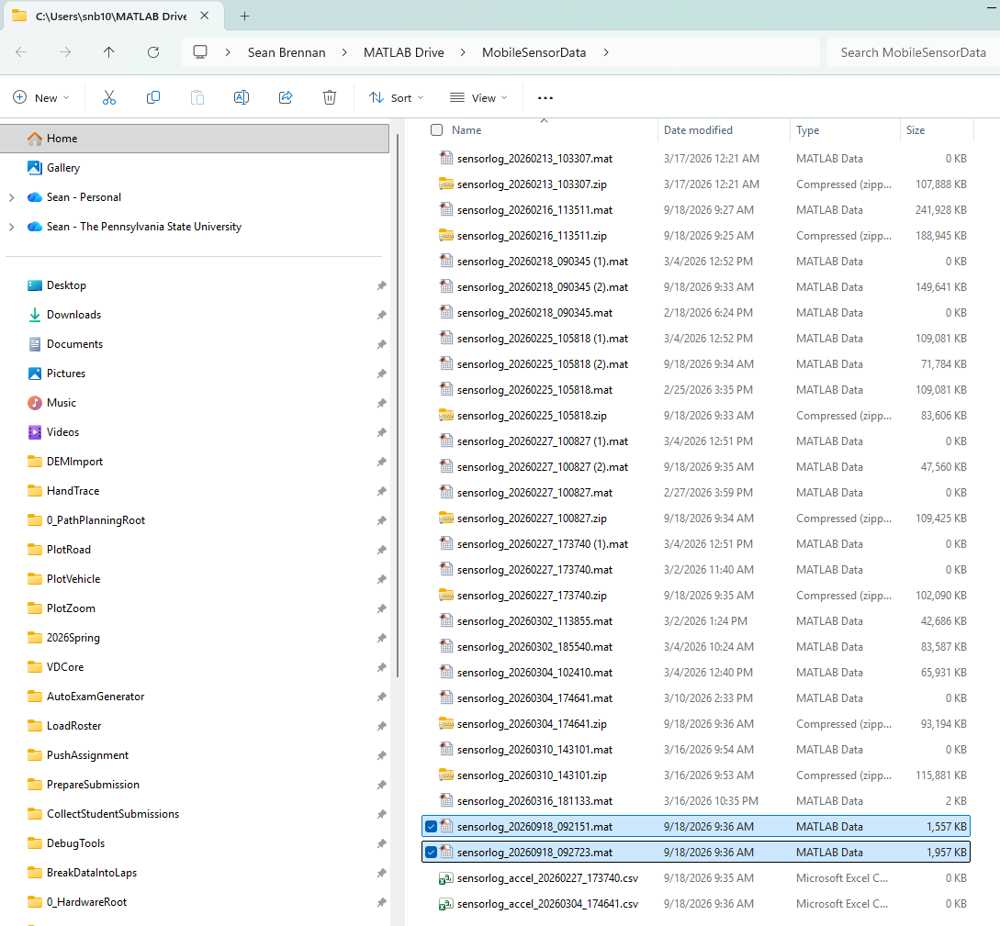 C:\Users\snb10\MATLAB Drive
Sean Brennan MATLAB Drive MobileSensorData Search MobileSensorData
New Sort View
Home
Gallery
Sean - Personal
Sean - The Pennsylvania State University
Desktop
Downloads
Documents
Pictures
Music
Videos
DEMImport
HandTrace
0_PathPlanningRoot
PlotRoad
PlotVehicle
PlotZoom
2026Spring
VDCore
AutoExamGenerator
LoadRoster
PushAssignment
PrepareSubmission
CollectStudentSubmissions
DebugTools
BreakDataIntoLaps
0_HardwareRoot
Name Date modified Type Size
sensorlog_20260213_103307.mat 3/17/2026 12:21 AM MATLAB Data 0 KB
sensorlog_20260213_103307.zip 3/17/2026 12:21 AM Compressed (zipp... 107,888 KB
sensorlog_20260216_113511.mat 9/18/2026 9:27 AM MATLAB Data 241,928 KB
sensorlog_20260216_113511.zip 9/18/2026 9:25 AM Compressed (zipp... 188,945 KB
sensorlog_20260218_090345 (1).mat 3/4/2026 12:52 PM MATLAB Data 0 KB
sensorlog_20260218_090345 (2).mat 9/18/2026 9:33 AM MATLAB Data 149,641 KB
sensorlog_20260218_090345.mat 2/18/2026 6:24 PM MATLAB Data 0 KB
sensorlog_20260225_105818 (1).mat 3/4/2026 12:52 PM MATLAB Data 109,081 KB
sensorlog_20260225_105818 (2).mat 9/18/2026 9:34 AM MATLAB Data 71,784 KB
sensorlog_20260225_105818.mat 2/25/2026 3:35 PM MATLAB Data 109,081 KB
sensorlog_20260225_105818.zip 9/18/2026 9:33 AM Compressed (zipp... 83,606 KB
sensorlog_20260227_100827 (1).mat 3/4/2026 12:51 PM MATLAB Data 0 KB
sensorlog_20260227_100827 (2).mat 9/18/2026 9:35 AM MATLAB Data 47,560 KB
sensorlog_20260227_100827.mat 2/27/2026 3:59 PM MATLAB Data 0 KB
sensorlog_20260227_100827.zip 9/18/2026 9:34 AM Compressed (zipp... 109,425 KB
sensorlog_20260227_173740 (1).mat 3/4/2026 12:51 PM MATLAB Data 0 KB
sensorlog_20260227_173740.mat 3/2/2026 11:40 AM MATLAB Data 0 KB
sensorlog_20260227_173740.zip 9/18/2026 9:35 AM Compressed (zipp... 102,090 KB
sensorlog_20260302_113855.mat 3/2/2026 1:24 PM MATLAB Data 42,686 KB
sensorlog_20260302_185540.mat 3/4/2026 10:24 AM MATLAB Data 83,587 KB
sensorlog_20260304_102410.mat 3/4/2026 12:40 PM MATLAB Data 65,931 KB
sensorlog_20260304_174641.mat 3/10/2026 2:33 PM MATLAB Data 0 KB
sensorlog_20260304_174641.zip 9/18/2026 9:36 AM Compressed (zipp... 93,194 KB
sensorlog_20260310_143101.mat 3/16/2026 9:54 AM MATLAB Data 0 KB
sensorlog_20260310_143101.zip 3/16/2026 9:53 AM Compressed (zipp... 115,881 KB
sensorlog_20260316_181133.mat 3/16/2026 10:35 PM MATLAB Data 2 KB
sensorlog_20260918_092151.mat 9/18/2026 9:36 AM MATLAB Data 1,557 KB
sensorlog_20260918_092723.mat 9/18/2026 9:36 AM MATLAB Data 1,957 KB
sensorlog_accel_20260227_173740.csv 9/18/2026 9:35 AM Microsoft Excel C... 0 KB
sensorlog_accel_20260304_174641.csv 9/18/2026 9:36 AM Microsoft Excel C... 0 KB